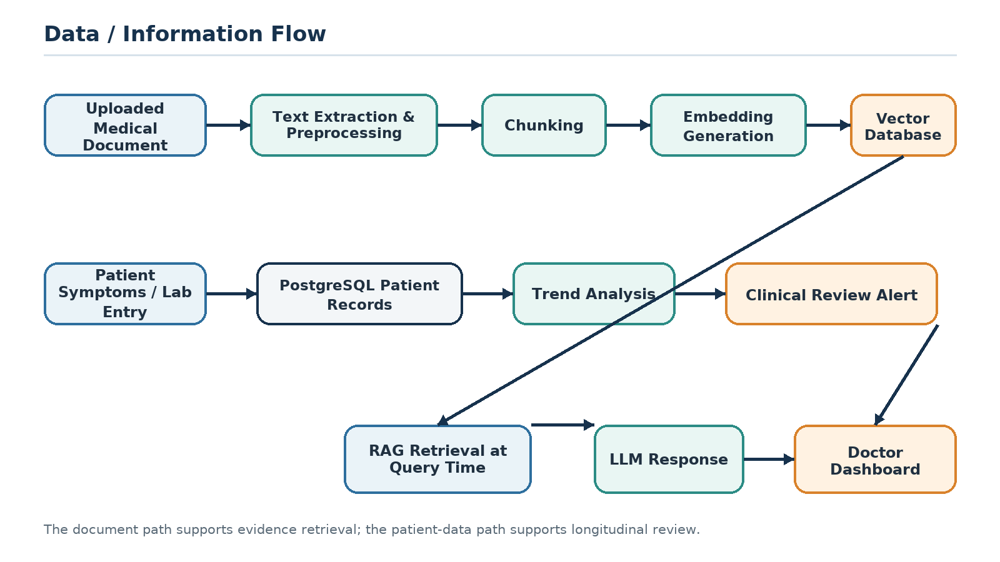 Data / Information Flow
Uploaded
Medical
Document
Text Extraction &
Preprocessing
Chunking
Embedding
Generation
Vector
Database
Patient
Symptoms / Lab
Entry
PostgreSQL Patient
Records
Trend Analysis
Clinical Review Alert
RAG Retrieval at
Query Time
LLM Response
Doctor
Dashboard
The document path supports evidence retrieval; the patient-data path supports longitudinal review.